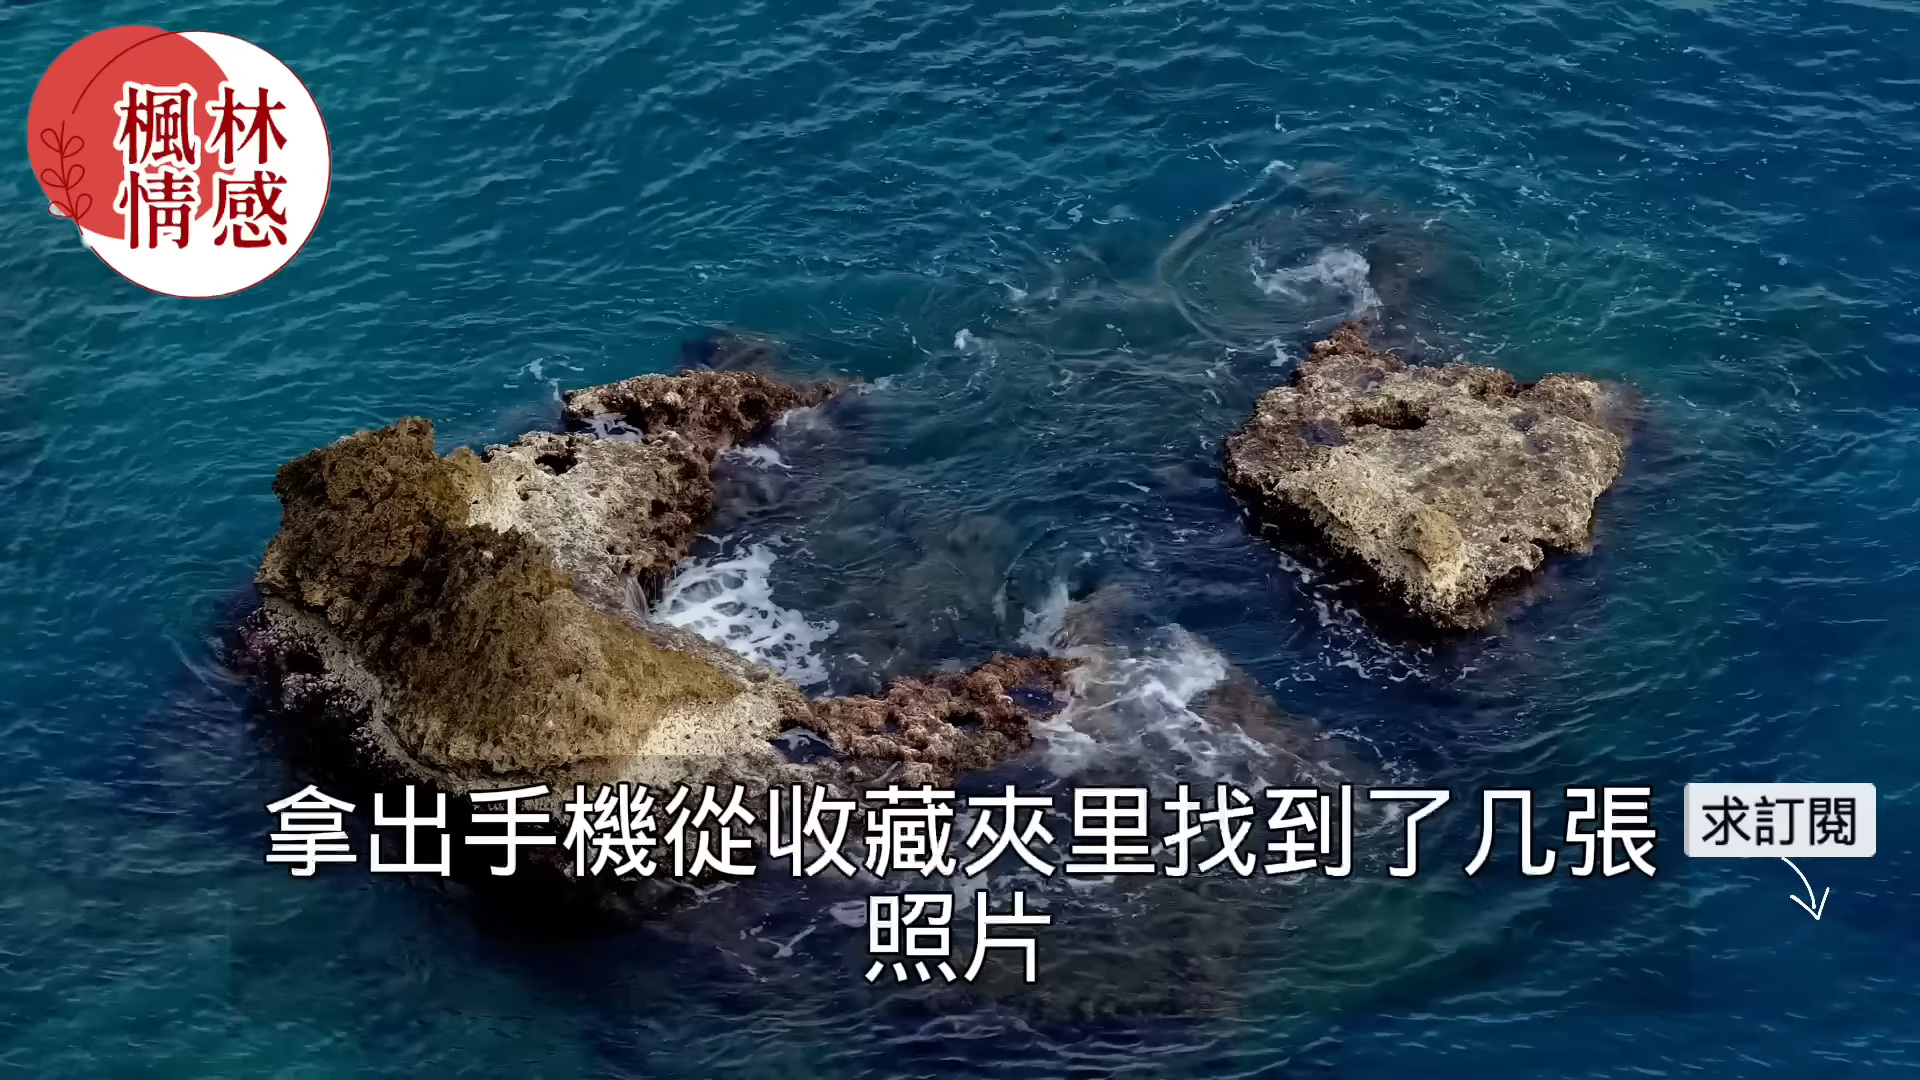 楓林
情感
拿出手機從收藏夾里找到了几張
照片
求訂閱